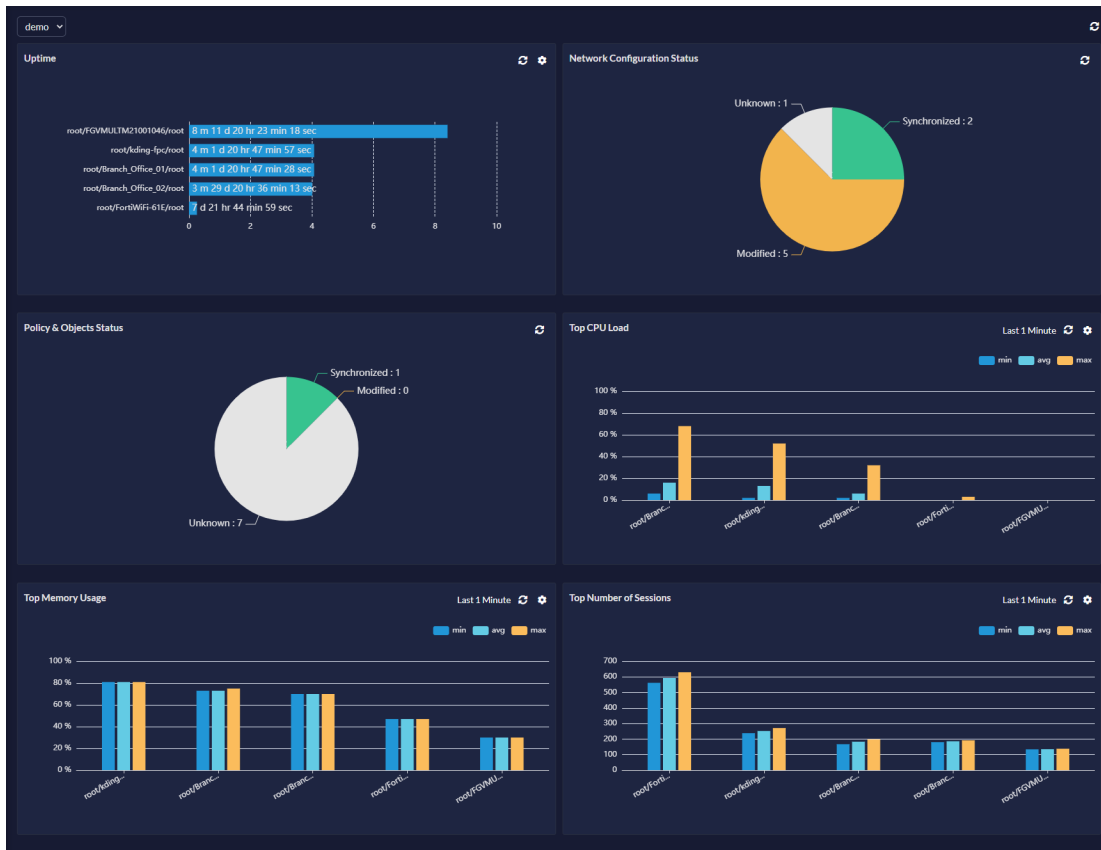 demo
Uptime
root/FGVMULTM21001046/root 8 m 11 d 20 hr 23 min 18 sec
root/kding-fpc/root 4 m 1 d 20 hr 47 min 57 sec
root/Branch_Office_01/root 4 m 1 d 20 hr 47 min 28 sec
root/Branch_Office_02/root 3 m 29 d 20 hr 36 min 13 sec
root/FortiWiFi-61E/root 7 d 21 hr 44 min 59 sec
0 2 4 6 8 10
Network Configuration Status
Unknown : 1
Synchronized : 2
Modified : 5
Policy & Objects Status
Synchronized : 1
Modified : 0
Unknown : 7
Top CPU Load
Last 1 Minute
min avg max
100 %
80 %
60 %
40 %
20 %
0 %
root/Branc... root/kding... root/Branc... root/Forti... root/FGVMU...
Top Memory Usage
Last 1 Minute
min avg max
100 %
80 %
60 %
40 %
20 %
0 %
root/kding... root/Branc... root/Branc... root/Forti... root/FGVMU...
Top Number of Sessions
Last 1 Minute
min avg max
700
600
500
400
300
200
100
0
root/Forti... root/kding... root/Branc... root/Branc... root/FGVMU...